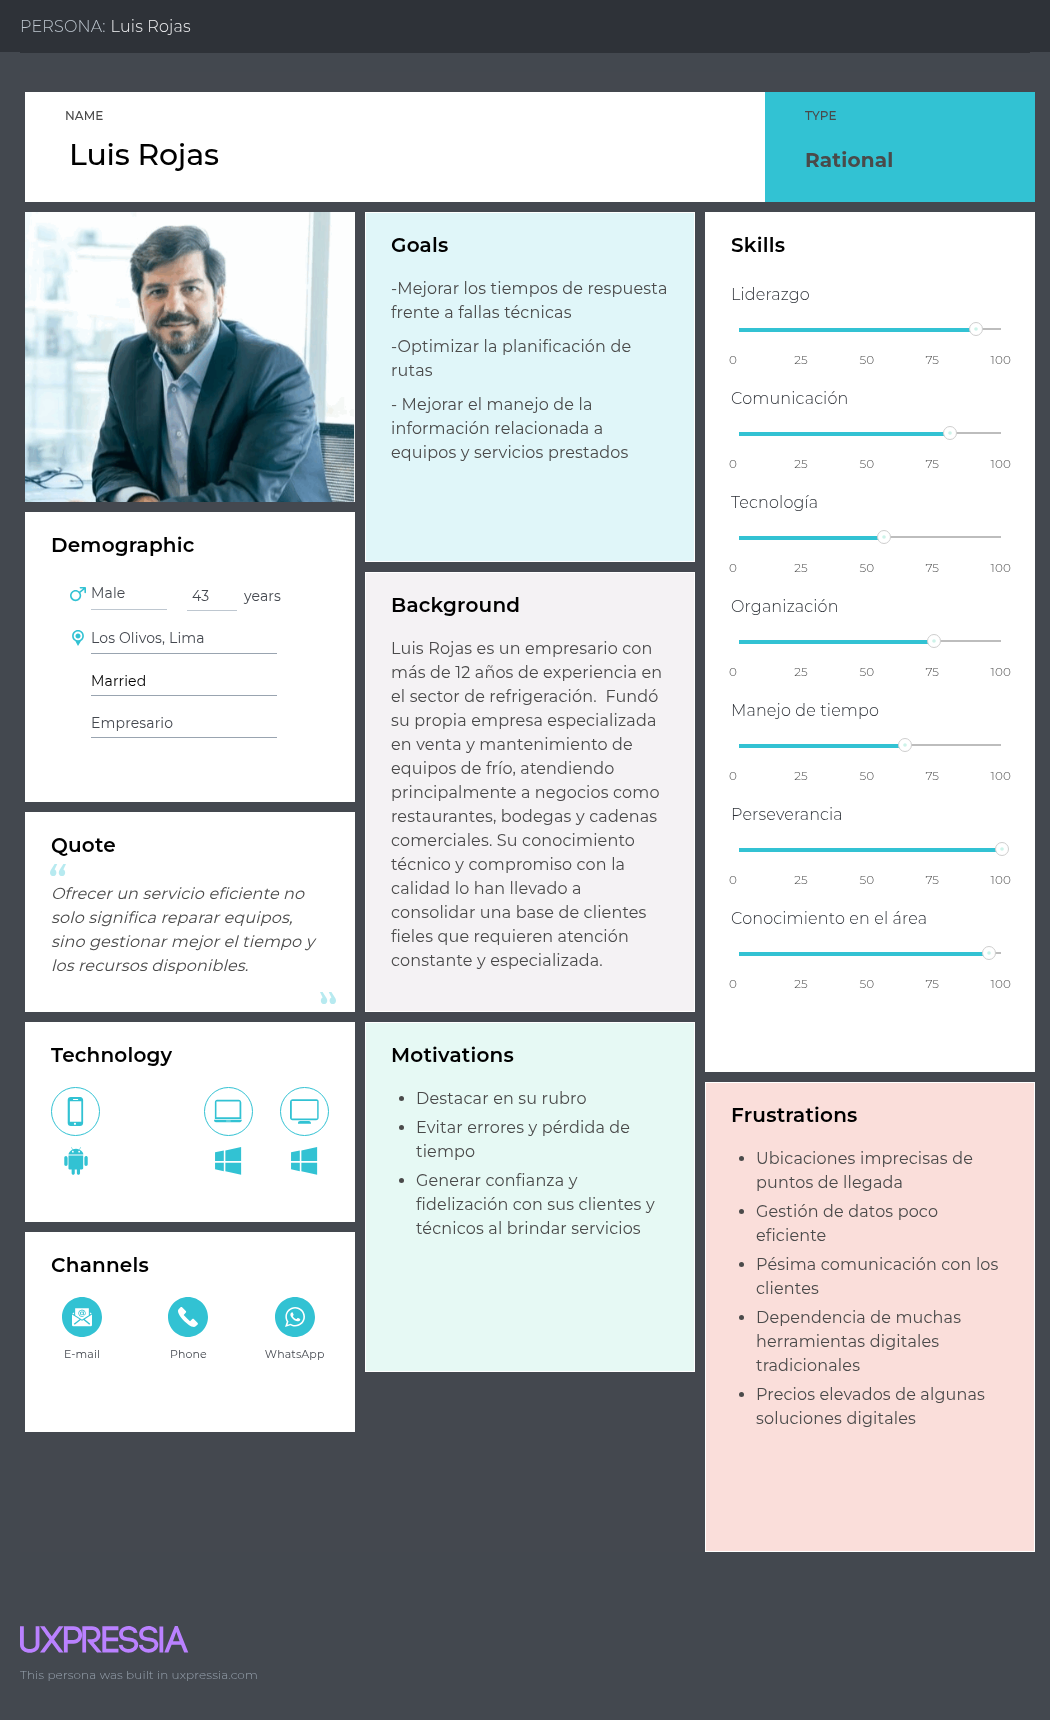 PERSONA: Luis Rojas
NAME
Luis Rojas
TYPE
Rational
Demographic
Male
43 years
Los Olivos, Lima
Married
Empresario
Quote
“
Ofrecer un servicio eficiente no
solo significa reparar equipos,
sino gestionar mejor el tiempo y
los recursos disponibles.
”
Technology
Channels
E-mail
Phone
WhatsApp
Goals
-Mejorar los tiempos de respuesta
frente a fallas técnicas
-Optimizar la planificación de
rutas
- Mejorar el manejo de la
información relacionada a
equipos y servicios prestados
Background
Luis Rojas es un empresario con
más de 12 años de experiencia en
el sector de refrigeración.  Fundó
su propia empresa especializada
en venta y mantenimiento de
equipos de frío, atendiendo
principalmente a negocios como
restaurantes, bodegas y cadenas
comerciales. Su conocimiento
técnico y compromiso con la
calidad lo han llevado a
consolidar una base de clientes
fieles que requieren atención
constante y especializada.
Motivations
• Destacar en su rubro
• Evitar errores y pérdida de
tiempo
• Generar confianza y
fidelización con sus clientes y
técnicos al brindar servicios
Skills
Liderazgo
0 25 50 75 100
Comunicación
0 25 50 75 100
Tecnología
0 25 50 75 100
Organización
0 25 50 75 100
Manejo de tiempo
0 25 50 75 100
Perseverancia
0 25 50 75 100
Conocimiento en el área
0 25 50 75 100
Frustrations
• Ubicaciones imprecisas de
puntos de llegada
• Gestión de datos poco
eficiente
• Pésima comunicación con los
clientes
• Dependencia de muchas
herramientas digitales
tradicionales
• Precios elevados de algunas
soluciones digitales
UXPRESSIA
This persona was built in uxpressia.com